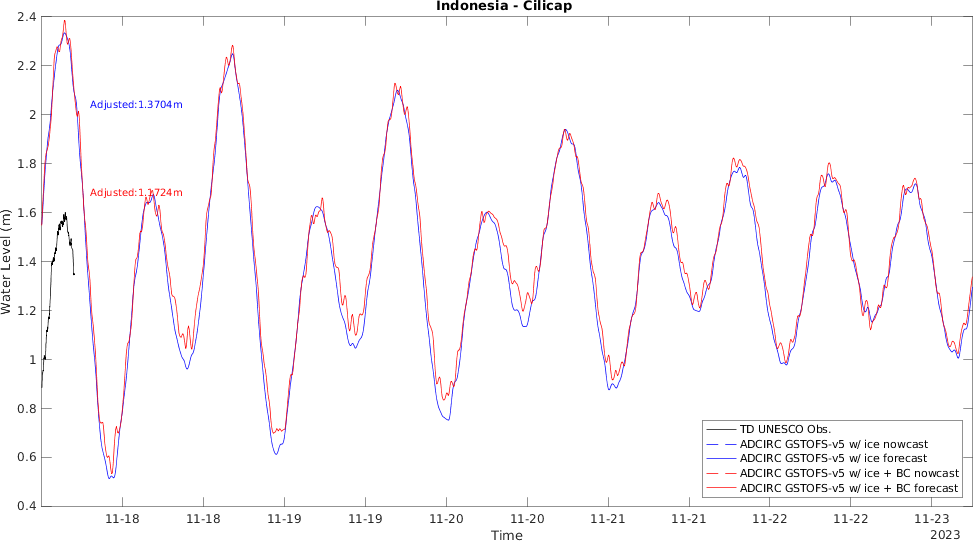 Indonesia - Cilicap
Water Level (m)
2.4
2.2
2
1.8
1.6
1.4
1.2
1
0.8
0.6
0.4
Adjusted:1.3704m
Adjusted:1.1724m
TD UNESCO Obs.
ADCIRC GSTOFS-v5 w/ ice nowcast
ADCIRC GSTOFS-v5 w/ ice forecast
ADCIRC GSTOFS-v5 w/ ice + BC nowcast
ADCIRC GSTOFS-v5 w/ ice + BC forecast
11-18 11-18 11-19 11-19 11-20 11-20 11-21 11-21 11-22 11-22 11-23
Time
2023